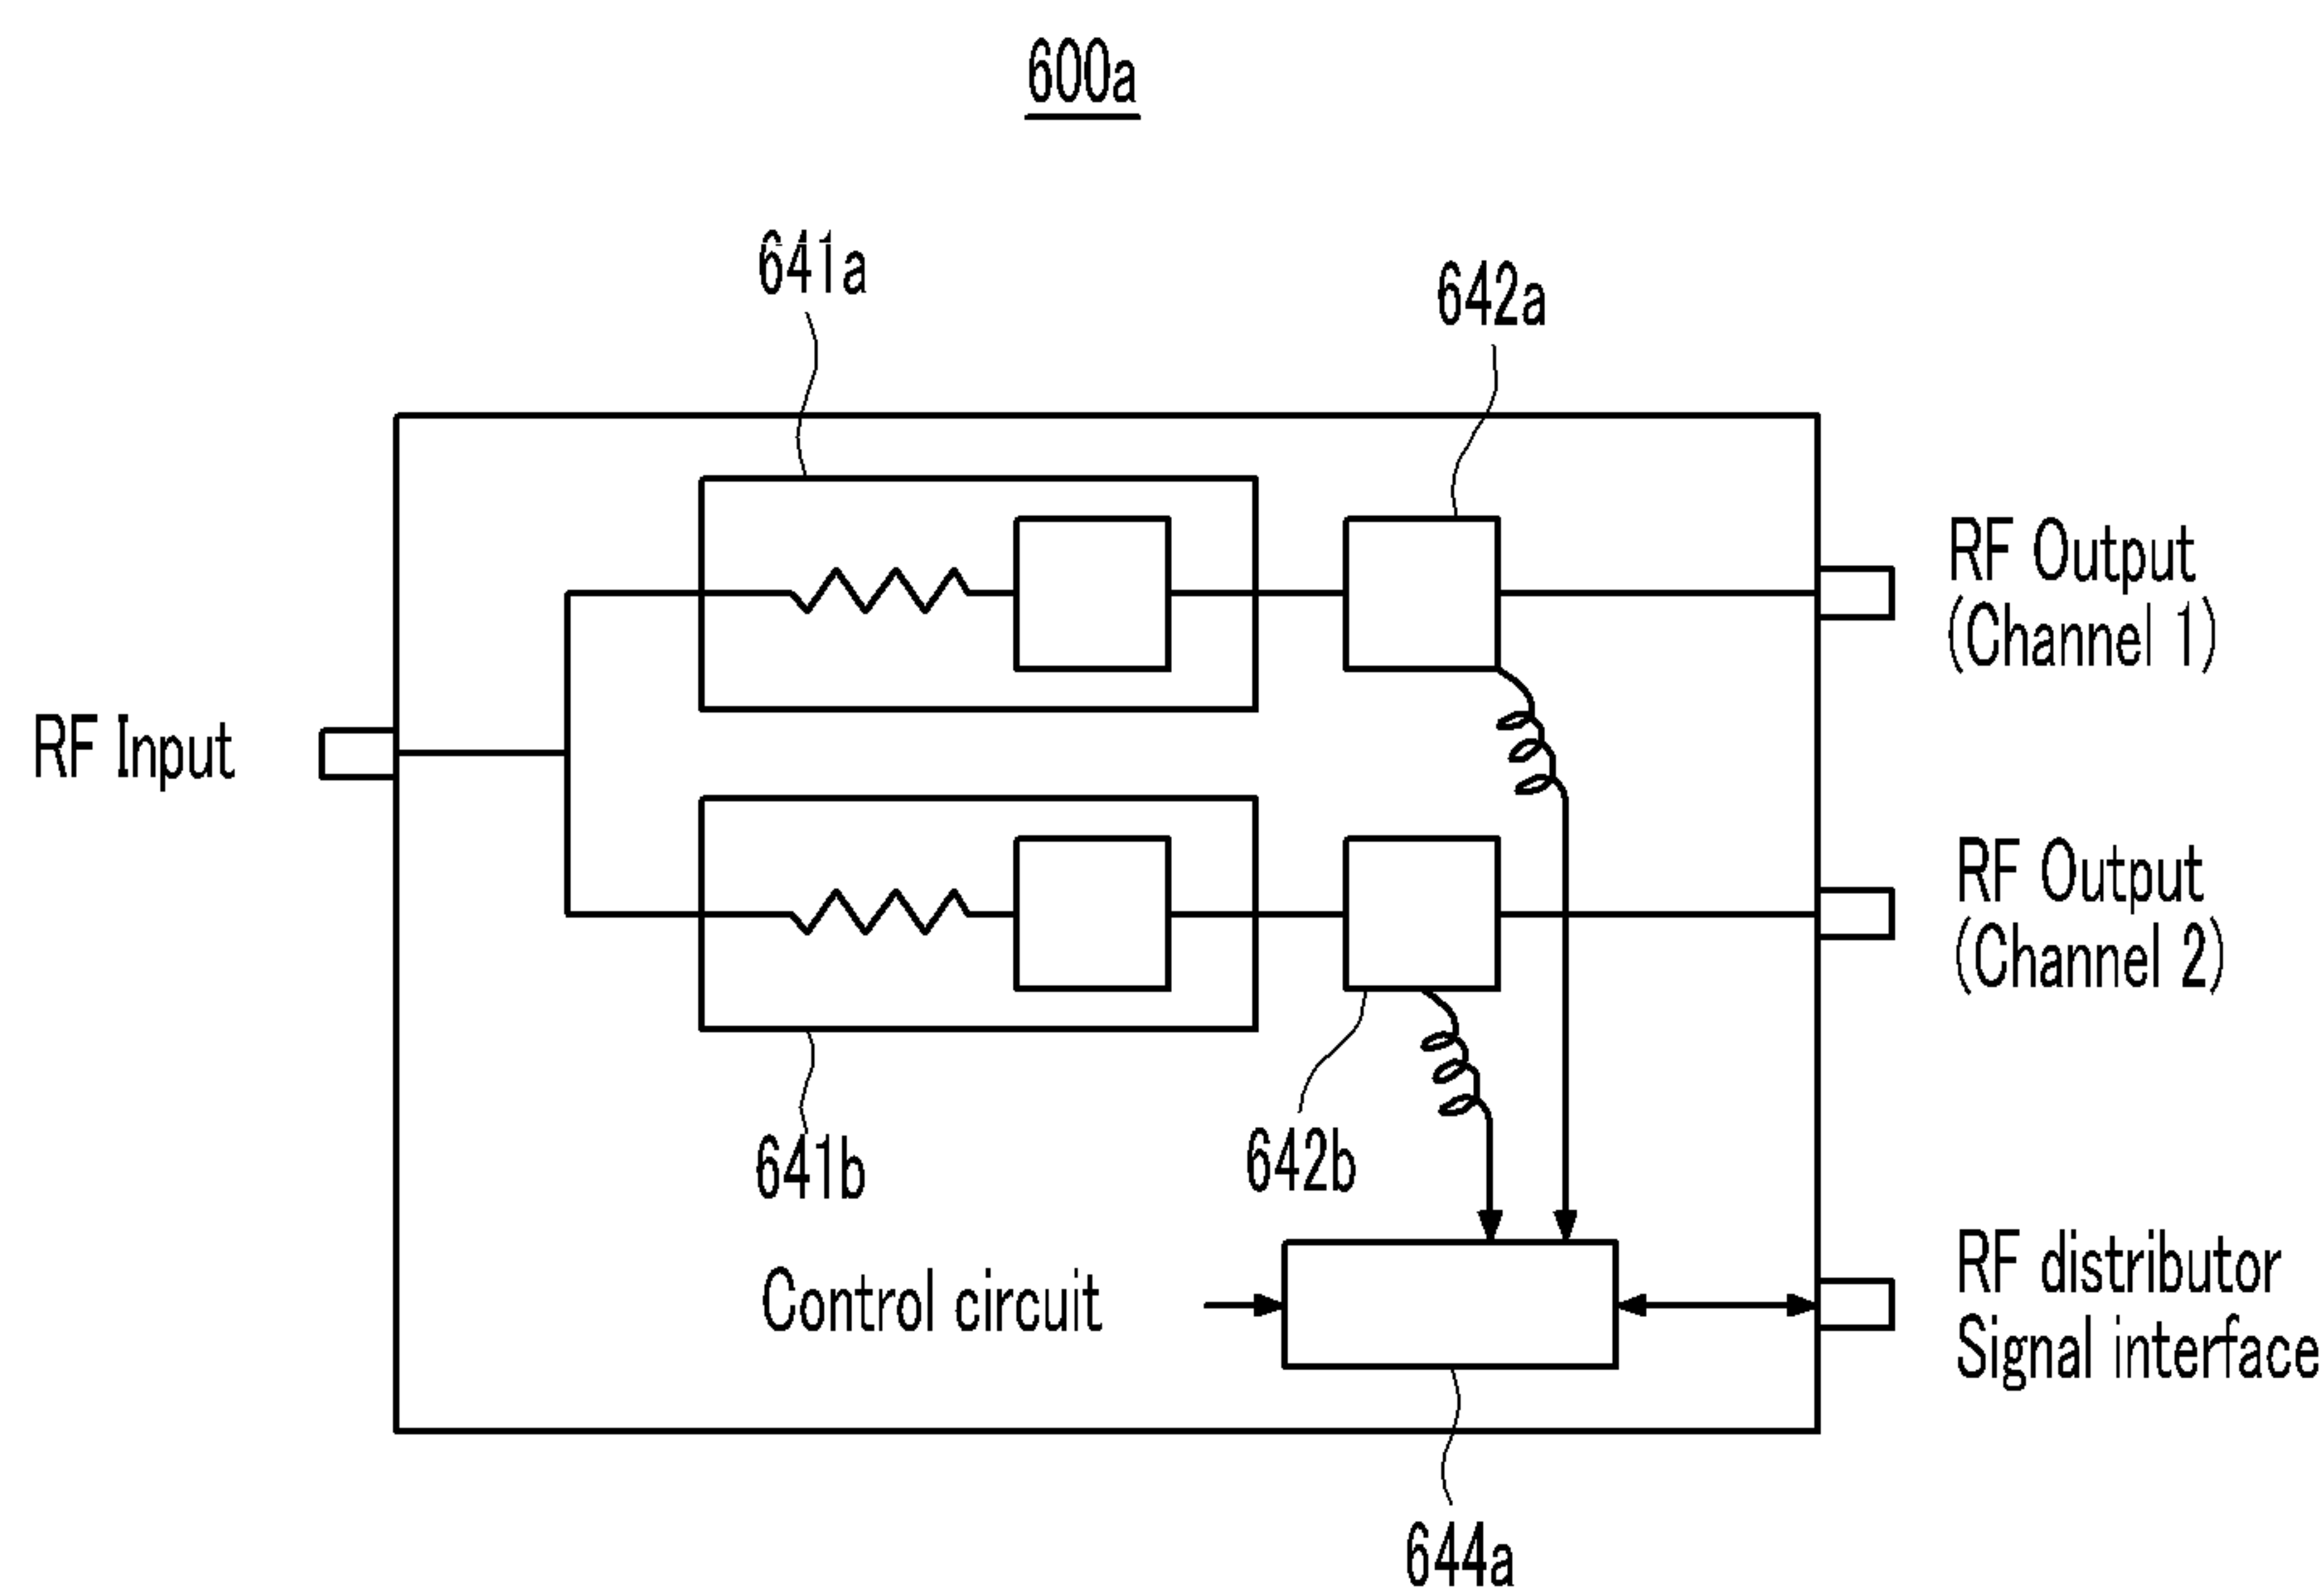 600a
641a
642a
RF Output
(Channel 1)
RF Input
RF Output
(Channel 2)
641b
642b
Control circuit
RF distributor
Signal interface
644a